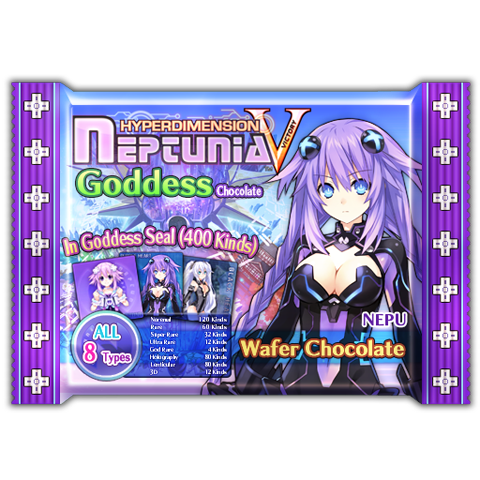 HYPERDIMENSION
NEPTUNIA V
VICTORY
Goddess Chocolate
In Goddess Seal (400 Kinds)
ALL
8 Types
Normal 120 Kinds
Rare 60 Kinds
Super Rare 32 Kinds
Ultra Rare 12 Kinds
God Rare 4 Kinds
Holography 80 Kinds
Lenticular 80 Kinds
3D 12 Kinds
NEPU
Wafer Chocolate